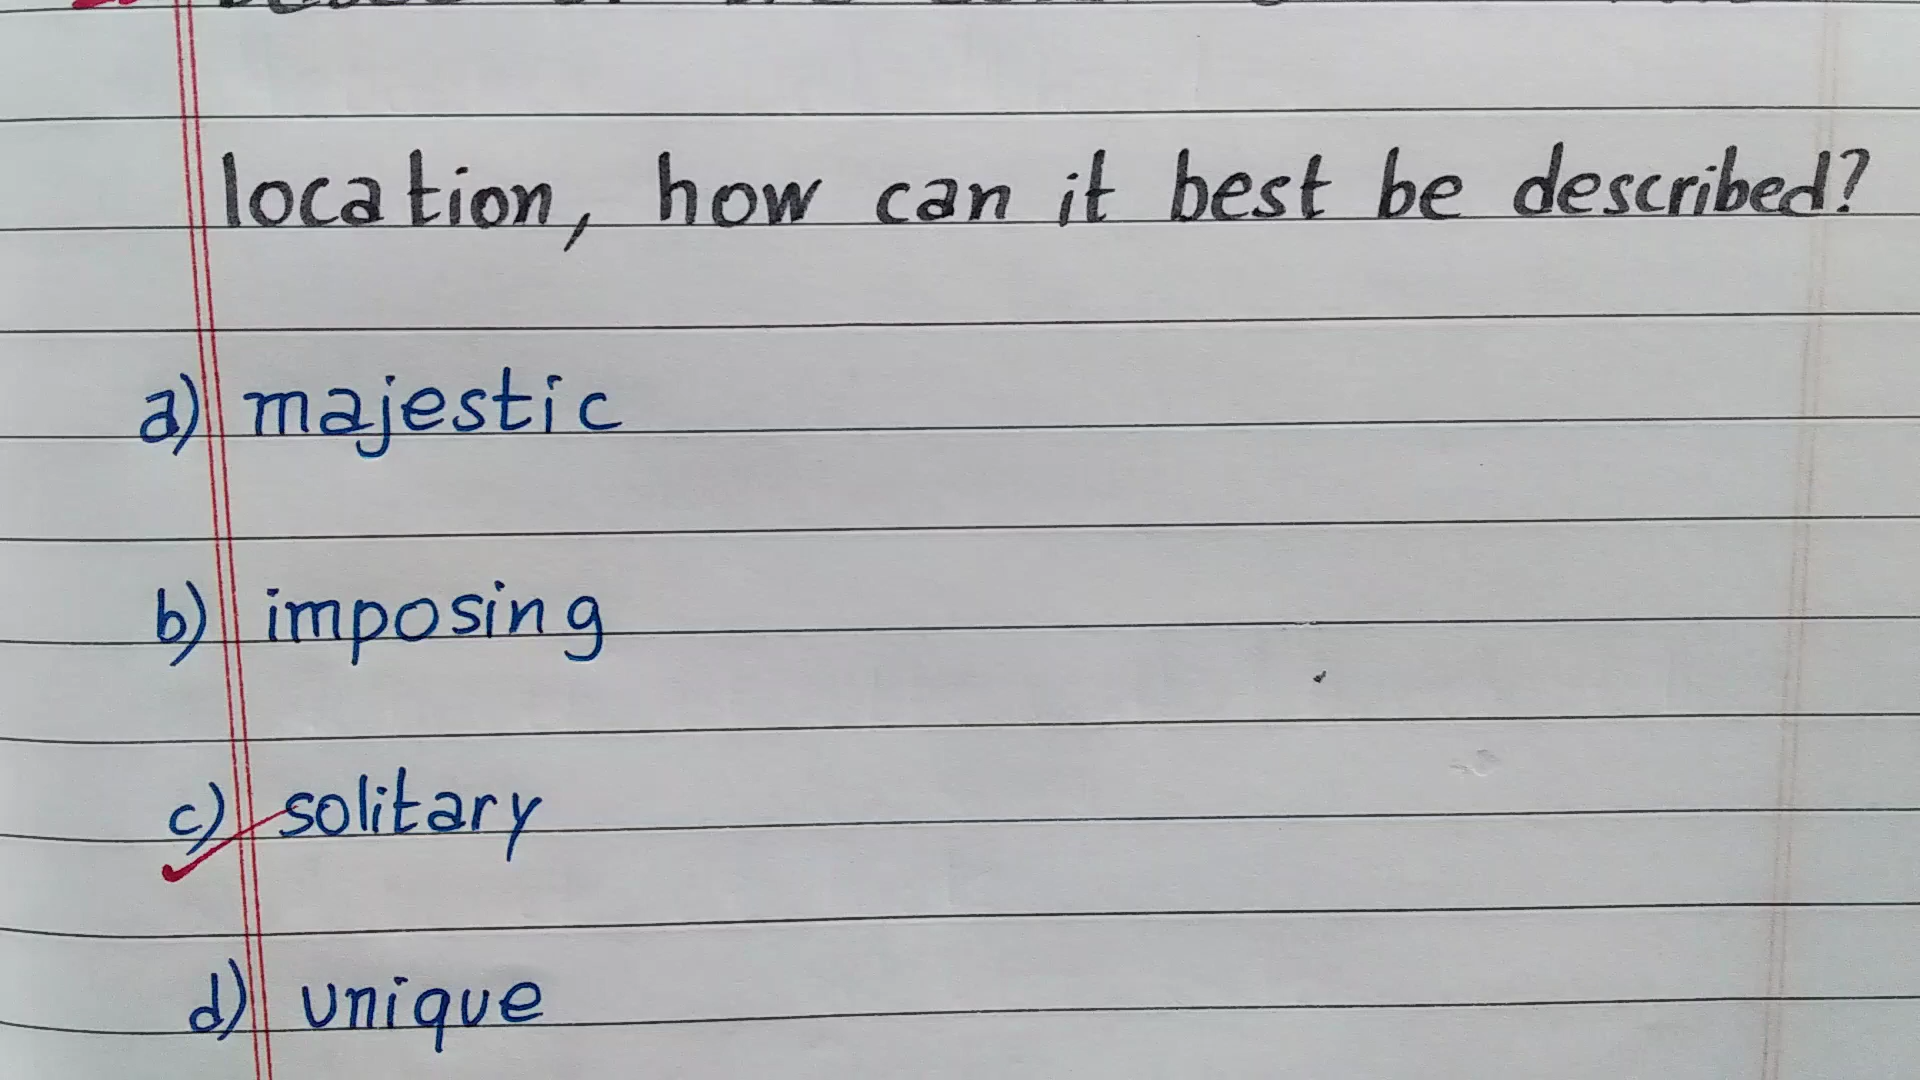 location, how can it best be described?
a) majestic
b) imposing
c) solitary
d) unique